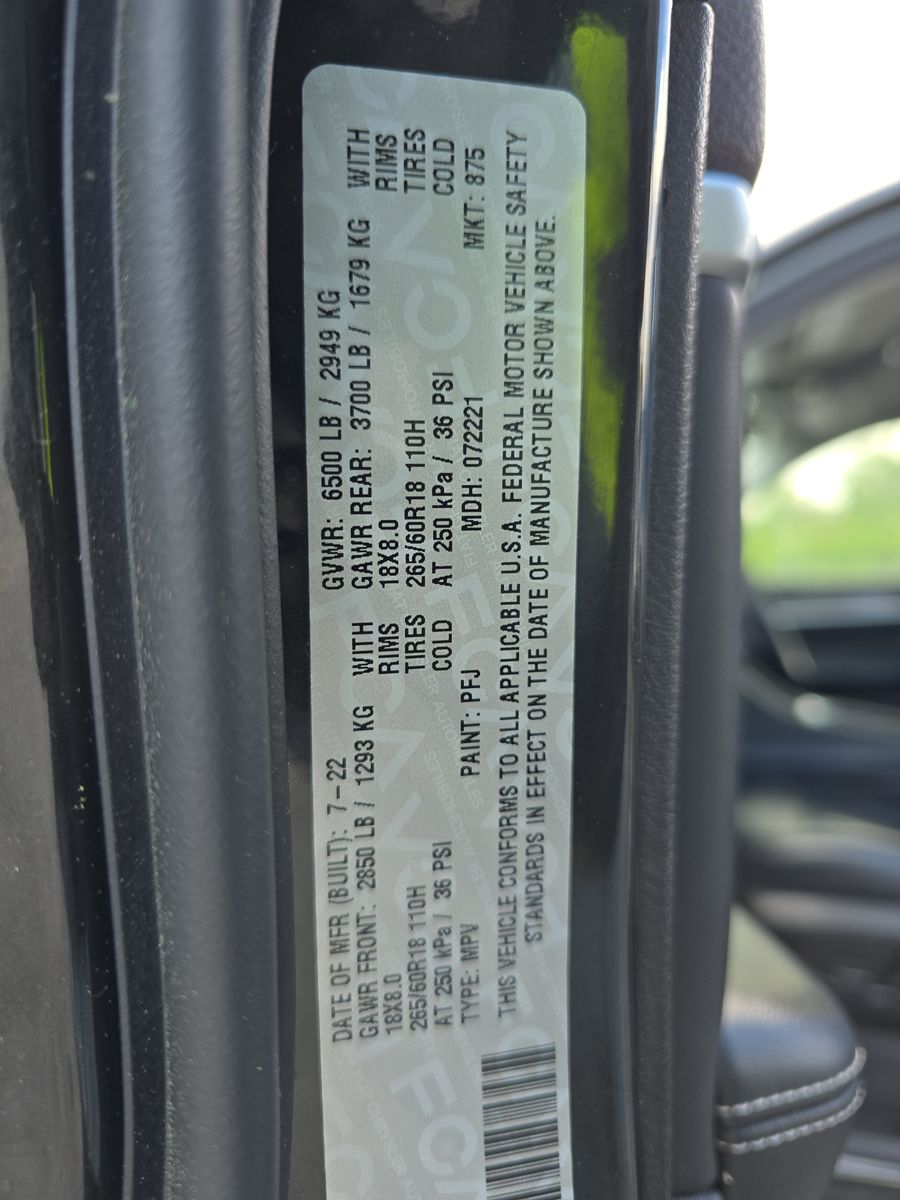 DATE OF MFR (BUILT): 7-22 GVWR: 6500 LB / 2949 KG
GAWR FRONT: 2850 LB / 1293 KG WITH GAWR REAR: 3700 LB / 1679 KG WITH
18X8.0 RIMS 18X8.0 RIMS
265/60R18 110H TIRES 265/60R18 110H TIRES
AT 250 kPa / 36 PSI COLD AT 250 kPa / 36 PSI COLD
TYPE: MPV PAINT: PFJ MDH: 072221 MKT: 875
THIS VEHICLE CONFORMS TO ALL APPLICABLE U.S.A. FEDERAL MOTOR VEHICLE SAFETY
STANDARDS IN EFFECT ON THE DATE OF MANUFACTURE SHOWN ABOVE.